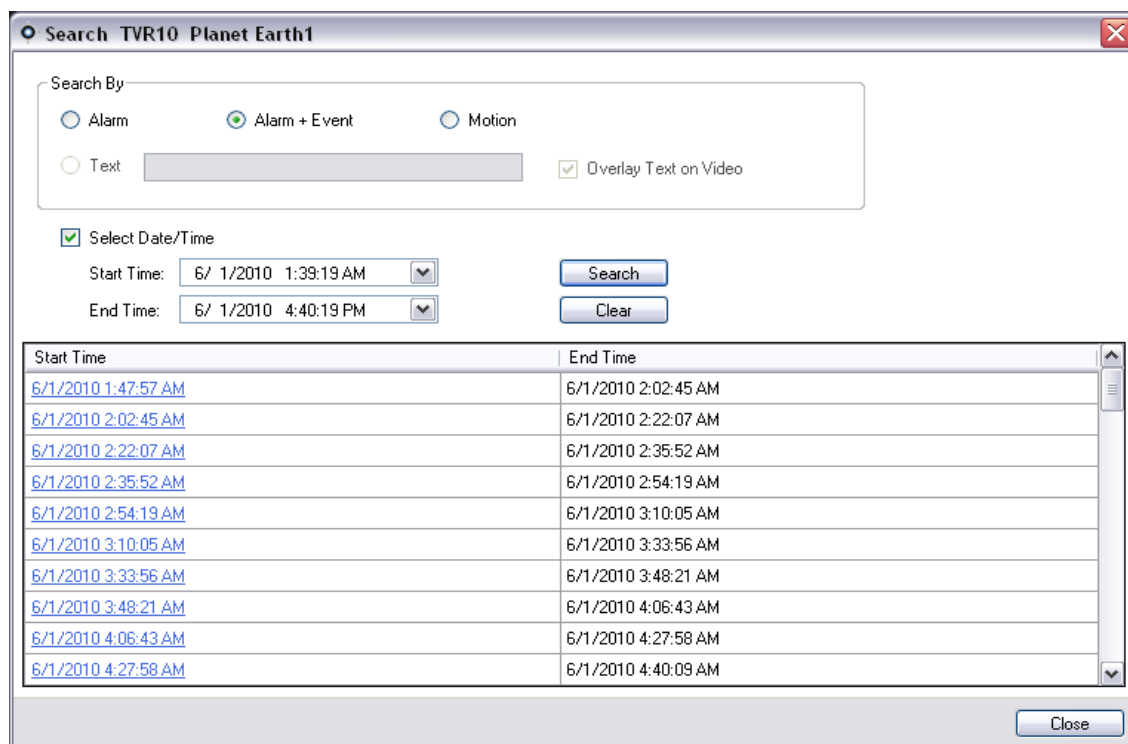 Search TVR10 Planet Earth1
Search By
Alarm Alarm + Event Motion
Text Overlay Text on Video
Select Date/Time
Start Time: 6/ 1/2010 1:39:19 AM Search
End Time: 6/ 1/2010 4:40:19 PM Clear
Start Time End Time
6/1/2010 1:47:57 AM 6/1/2010 2:02:45 AM
6/1/2010 2:02:45 AM 6/1/2010 2:22:07 AM
6/1/2010 2:22:07 AM 6/1/2010 2:35:52 AM
6/1/2010 2:35:52 AM 6/1/2010 2:54:19 AM
6/1/2010 2:54:19 AM 6/1/2010 3:10:05 AM
6/1/2010 3:10:05 AM 6/1/2010 3:33:56 AM
6/1/2010 3:33:56 AM 6/1/2010 3:48:21 AM
6/1/2010 3:48:21 AM 6/1/2010 4:06:43 AM
6/1/2010 4:06:43 AM 6/1/2010 4:27:58 AM
6/1/2010 4:27:58 AM 6/1/2010 4:40:09 AM
Close